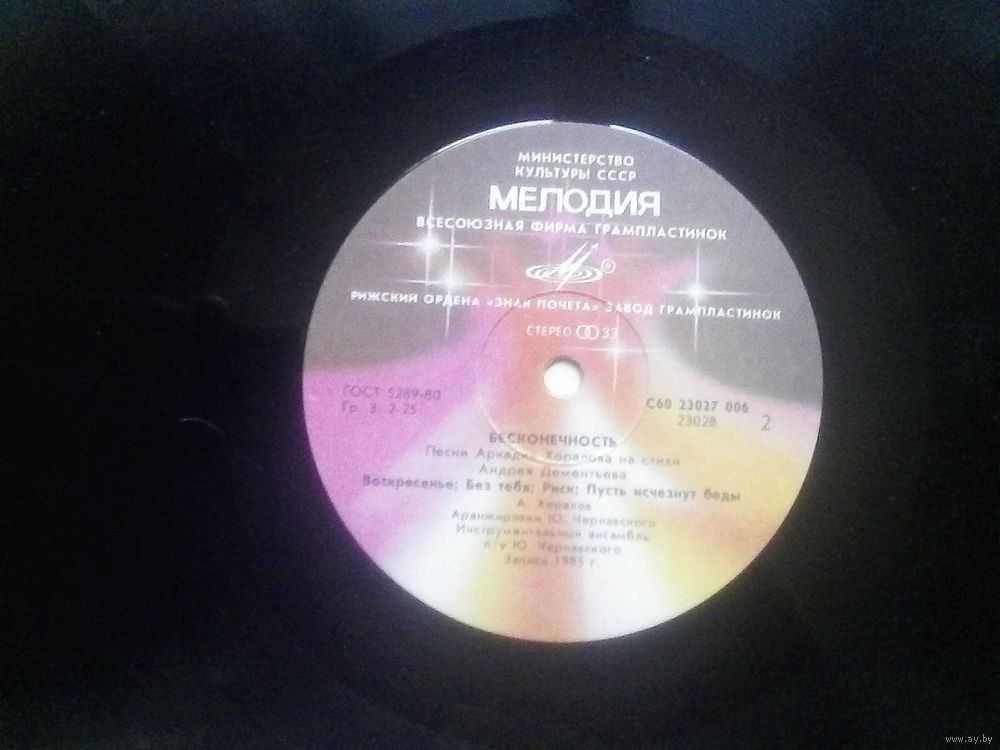 МИНИСТЕРСТВО
КУЛЬТУРЫ СССР
МЕЛОДИЯ
ВСЕСОЮЗНАЯ ФИРМА ГРАМПЛАСТИНОК
®
РИЖСКИЙ ОРДЕНА «ЗНАК ПОЧЕТА» ЗАВОД ГРАМПЛАСТИНОК
СТЕРЕО 33
ГОСТ 5289-80
Гр. 3. 2-25
С60 23027 006
23028 2
БЕСКОНЕЧНОСТЬ
Песни Аркадия Хоралова на стихи
Андрея Дементьева
Воскресенье; Без тебя; Риск; Пусть исчезнут беды
А. Хоралов
Аранжировки Ю. Чернавского
Инструментальный ансамбль
п/у Ю. Чернавского
Запись 1985 г.
www.ay.by